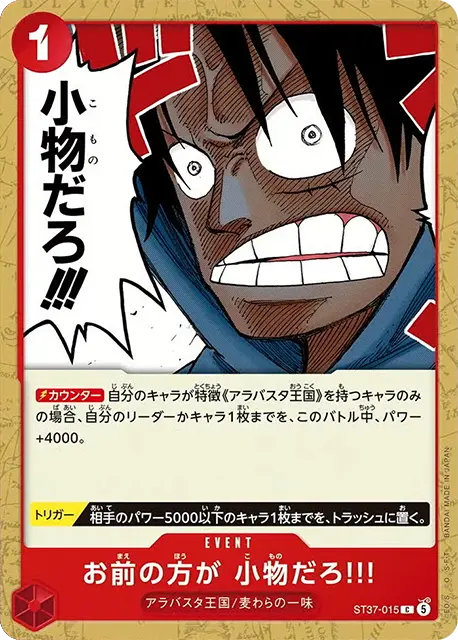 1
小物だろ!!!
カウンター 自分のキャラが特徴《アラバスタ王国》を持つキャラのみ
の場合、自分のリーダーかキャラ1枚までを、このバトル中、パワー
+4000。
トリガー 相手のパワー5000以下のキャラ1枚までを、トラッシュに置く。
EVENT
お前の方が 小物だろ!!!
アラバスタ王国/麦わらの一味
ST37-015 C 5
BANDAI MADE IN JAPAN